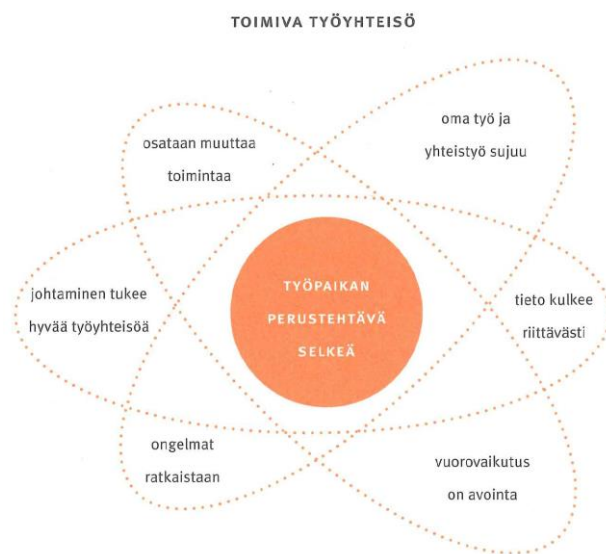 TOIMIVA TYÖYHTEISÖ
osataan muuttaa
toimintaa
oma työ ja
yhteistyö sujuu
johtaminen tukee
hyvää työyhteisöä
TYÖPAIKAN
PERUSTEHTÄVÄ
SELKEÄ
tieto kulkee
riittävästi
ongelmat
ratkaistaan
vuorovaikutus
on avointa